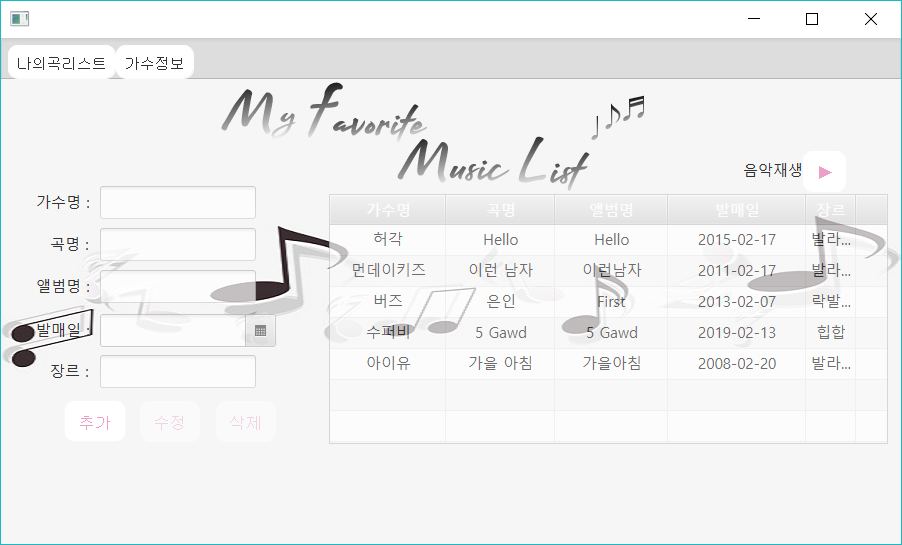 나의곡리스트 가수정보
My Favorite
Music List
음악재생
가수명 :
곡명 :
앨범명 :
발매일 :
장르 :
추가 수정 삭제
가수명 곡명 앨범명 발매일 장르
허각 Hello Hello 2015-02-17 발라...
먼데이키즈 이런 남자 이런남자 2011-02-17 발라...
버즈 은인 First 2013-02-07 락발...
수퍼비 5 Gawd 5 Gawd 2019-02-13 힙합
아이유 가을 아침 가을아침 2008-02-20 발라...